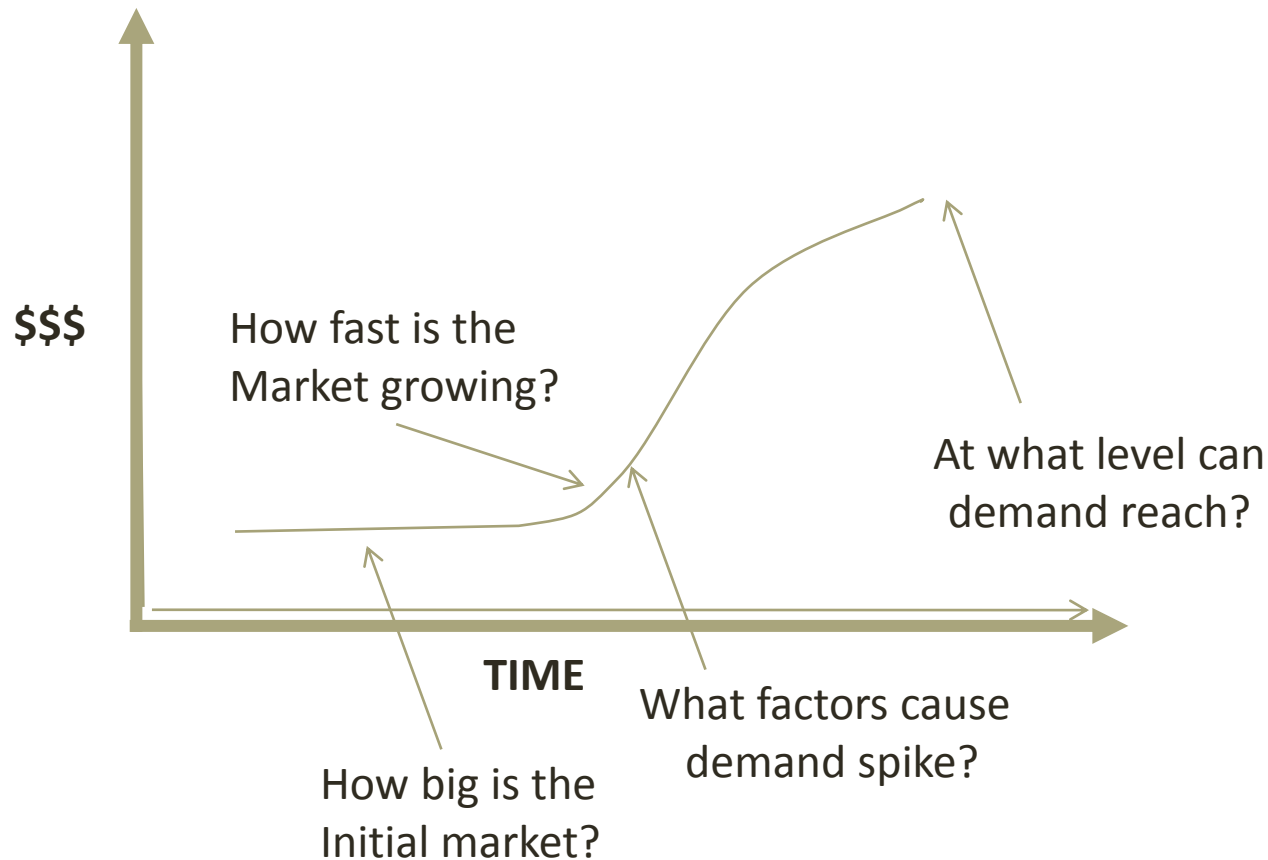 $$$
How fast is the
Market growing?
At what level can
demand reach?
TIME
What factors cause
demand spike?
How big is the
Initial market?